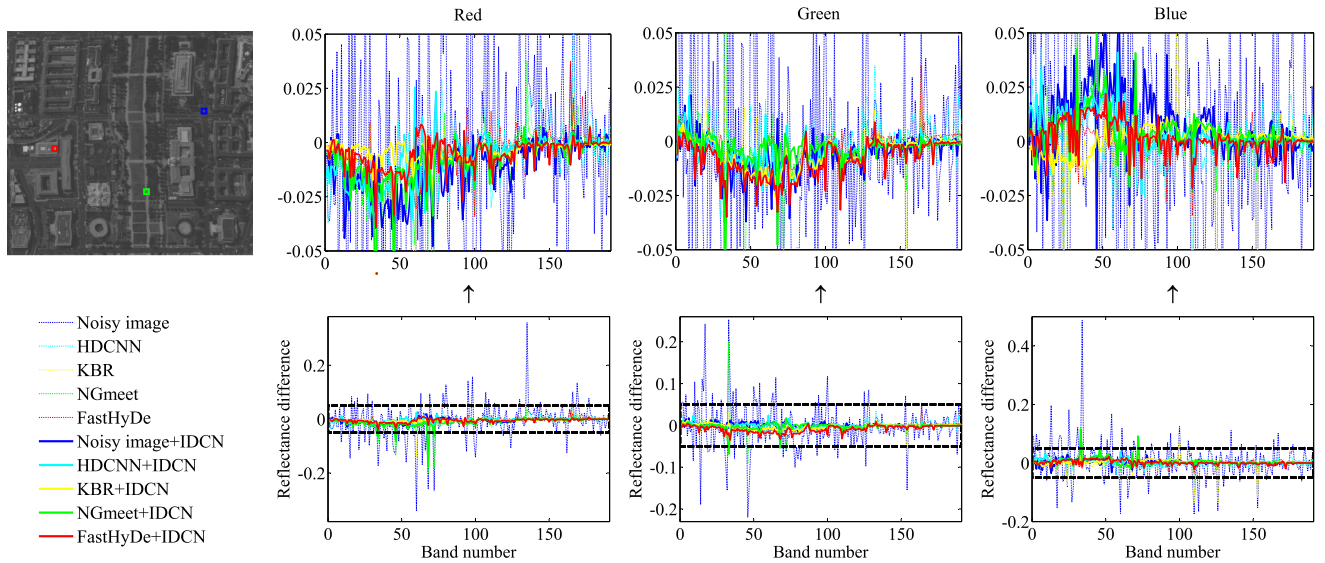 Red
Green
Blue
0.05
0.025
0
-0.025
-0.05
0 50 100 150
0.05
0.025
0
-0.025
-0.05
0 50 100 150
0.05
0.025
0
-0.025
-0.05
0 50 100 150
↑ ↑ ↑
Noisy image
HDCNN
KBR
NGmeet
FastHyDe
Noisy image+IDCN
HDCNN+IDCN
KBR+IDCN
NGmeet+IDCN
FastHyDe+IDCN
Reflectance difference
0.2
0
-0.2
0 50 100 150
Band number
Reflectance difference
0.2
0.1
0
-0.1
-0.2
0 50 100 150
Band number
Reflectance difference
0.4
0.2
0
-0.2
0 50 100 150
Band number